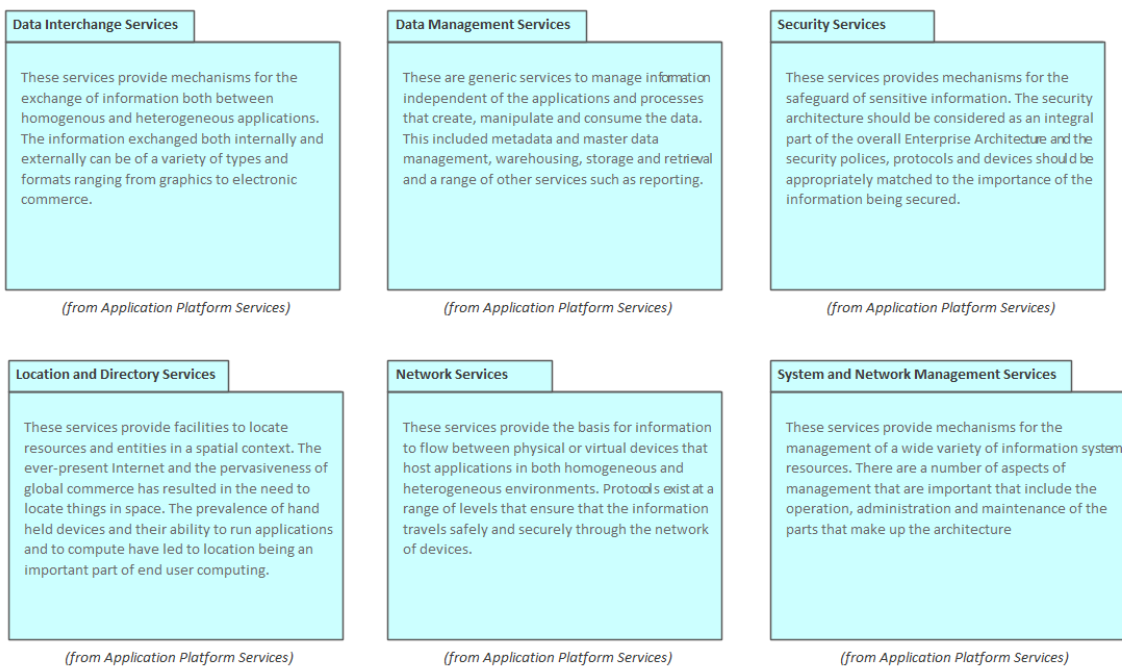 Data Interchange Services
These services provide mechanisms for the
exchange of information both between
homogenous and heterogeneous applications.
The information exchanged both internally and
externally can be of a variety of types and
formats ranging from graphics to electronic
commerce.
(from Application Platform Services)
Data Management Services
These are generic services to manage information
independent of the applications and processes
that create, manipulate and consume the data.
This included metadata and master data
management, warehousing, storage and retrieval
and a range of other services such as reporting.
(from Application Platform Services)
Security Services
These services provides mechanisms for the
safeguard of sensitive information. The security
architecture should be considered as an integral
part of the overall Enterprise Architecture and the
security polices, protocols and devices should be
appropriately matched to the importance of the
information being secured.
(from Application Platform Services)
Location and Directory Services
These services provide facilities to locate
resources and entities in a spatial context. The
ever-present Internet and the pervasiveness of
global commerce has resulted in the need to
locate things in space. The prevalence of hand
held devices and their ability to run applications
and to compute have led to location being an
important part of end user computing.
(from Application Platform Services)
Network Services
These services provide the basis for information
to flow between physical or virtual devices that
host applications in both homogeneous and
heterogeneous environments. Protocols exist at a
range of levels that ensure that the information
travels safely and securely through the network
of devices.
(from Application Platform Services)
System and Network Management Services
These services provide mechanisms for the
management of a wide variety of information system
resources. There are a number of aspects of
management that are important that include the
operation, administration and maintenance of the
parts that make up the architecture
(from Application Platform Services)